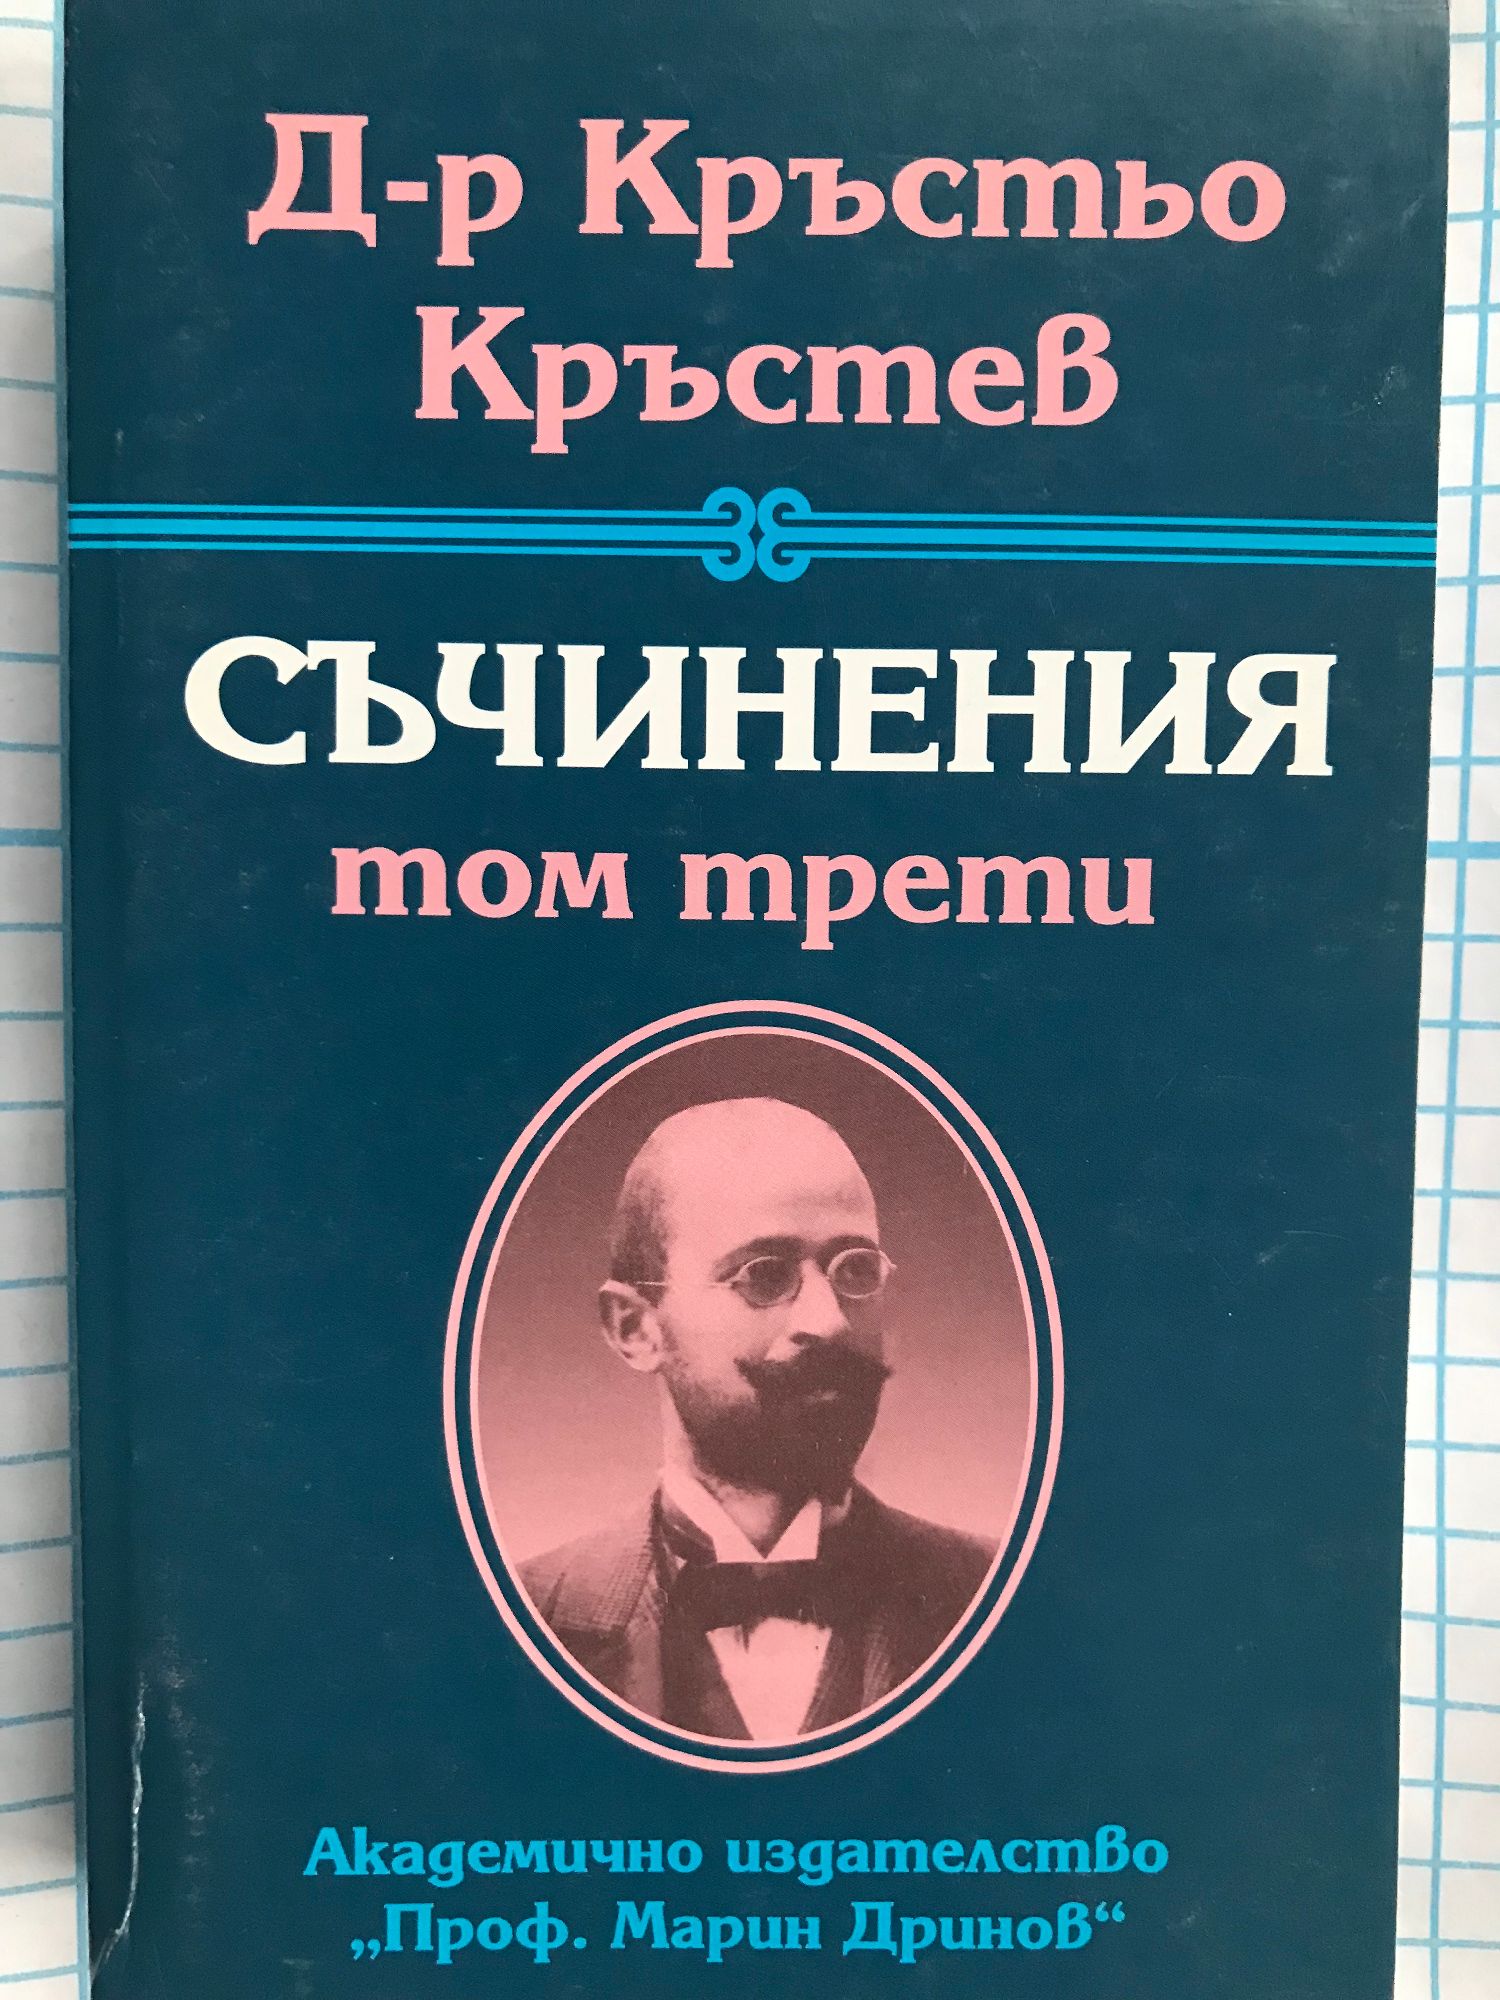 Д-р Кръстьо
Кръстев
СЪЧИНЕНИЯ
том трети
Академично издателство
„Проф. Марин Дринов“